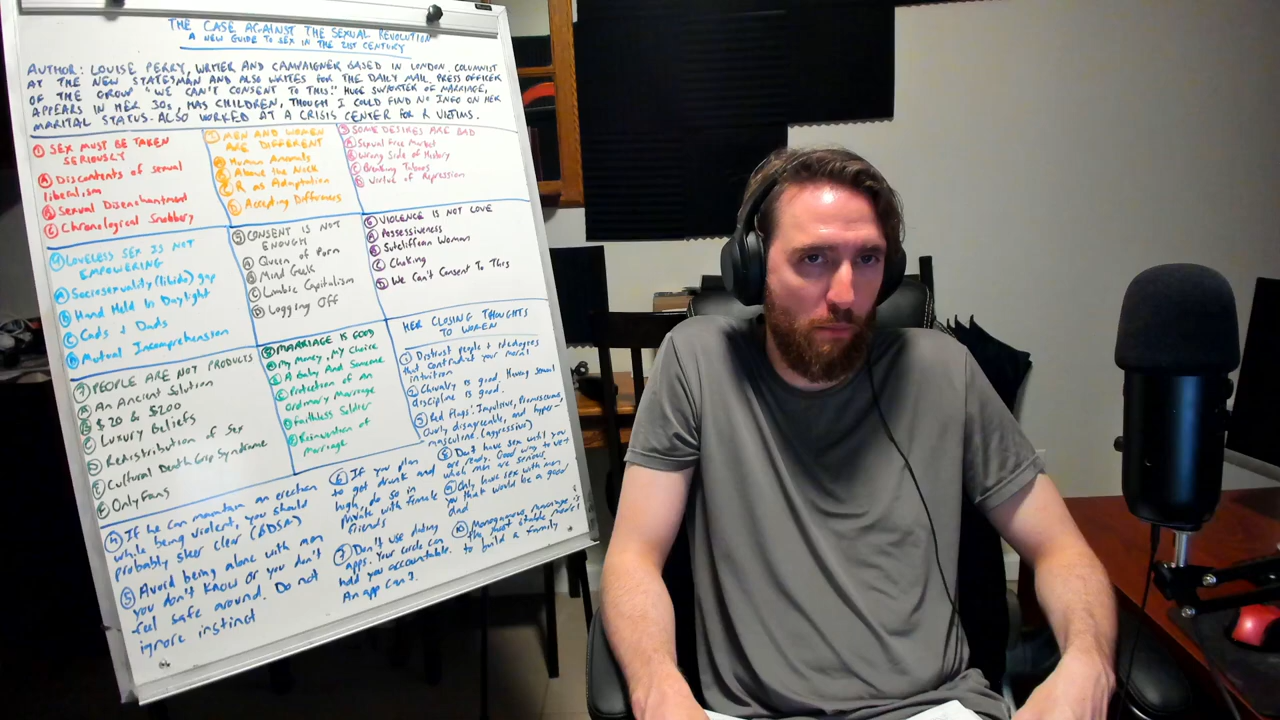 THE CASE AGAINST THE SEXUAL REVOLUTION
A NEW GUIDE TO SEX IN THE 21ST CENTURY
AUTHOR: LOUISE PERRY, WRITER AND CAMPAIGNER BASED IN LONDON. COLUMNIST
AT THE NEW STATESMAN AND ALSO WRITES FOR THE DAILY MAIL. PRESS OFFICER
OF THE GROUP "WE CAN'T CONSENT TO THIS". HUGE SUPPORTER OF MARRIAGE,
APPEARS IN HER 30s, HAS CHILDREN, THOUGH I COULD FIND NO INFO ON HER
MARITAL STATUS. ALSO WORKED AT A CRISIS CENTER FOR R VICTIMS.
① SEX MUST BE TAKEN
SERIOUSLY
Ⓐ Discontents of sexual
liberalism
Ⓑ Sexual Disenchantment
Ⓒ Chronological Snobbery
② MEN AND WOMEN
ARE DIFFERENT
Ⓐ Human Animals
Ⓑ Above the Neck
Ⓒ R as Adaptation
Ⓓ Accepting Differences
③ SOME DESIRES ARE BAD
Ⓐ Sexual Free Market
Ⓑ Wrong Side of History
Ⓒ Breaking Taboos
Ⓓ Virtue of Repression
④ LOVELESS SEX IS NOT
EMPOWERING
Ⓐ Sociosexuality (libido) gap
Ⓑ Hand Held In Daylight
Ⓒ Cads & Dads
Ⓓ Mutual Incomprehension
⑤ CONSENT IS NOT
ENOUGH
Ⓐ Queen of Porn
Ⓑ Mind Geek
Ⓒ Limbic Capitalism
Ⓓ Logging Off
⑥ VIOLENCE IS NOT LOVE
Ⓐ Possessiveness
Ⓑ Sutcliffean Woman
Ⓒ Choking
Ⓓ We Can't Consent To This
⑦ PEOPLE ARE NOT PRODUCTS
Ⓐ An Ancient Solution
Ⓑ $20 & $200
Ⓒ Luxury Beliefs
Ⓓ Redistribution of Sex
Ⓔ Cultural Death Grip Syndrome
Ⓕ OnlyFans
⑧ MARRIAGE IS GOOD
Ⓐ My Money, My Choice
Ⓑ A Baby And Someone
Ⓒ Protection of an
ordinary Marriage
Ⓓ Faithless Soldier
Ⓔ Reinvention of
marriage
HER CLOSING THOUGHTS
TO WOMEN
① Distrust people & ideologies
that contradict your moral
intuition
② Chivalry is good. Having sexual
discipline is good.
③ Red Flags: Impulsive, Promiscuous,
Overly disagreeable, and hyper-
masculine. (aggressive)
④ If he can maintain an erection
while being violent, you should
probably steer clear (BDSM)
⑤ Avoid being alone with men
you don't know or you don't
feel safe around. Do not
ignore instinct
⑥ If you plan
to get drunk and
high, do so in
private with female
friends
⑦ Don't use dating
apps. Your circle can
hold you accountable.
An app can't.
⑧ Don't have sex until you
are ready. Good way to vet
which men are serious
⑨ Only have sex with men
you think would be a good
dad
⑩ Monogamous marriage is
the most stable model
to build a family